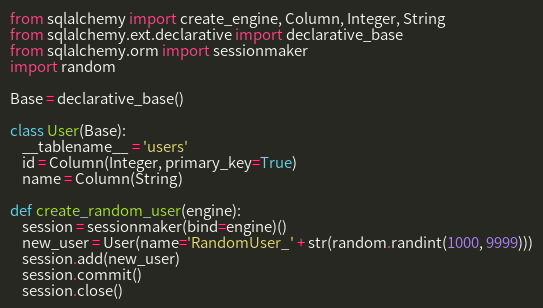 from sqlalchemy import create_engine, Column, Integer, String
from sqlalchemy.ext.declarative import declarative_base
from sqlalchemy.orm import sessionmaker
import random

Base = declarative_base()

class User(Base):
    __tablename__ = 'users'
    id = Column(Integer, primary_key=True)
    name = Column(String)

def create_random_user(engine):
    session = sessionmaker(bind=engine)()
    new_user = User(name='RandomUser_' + str(random.randint(1000, 9999)))
    session.add(new_user)
    session.commit()
    session.close()